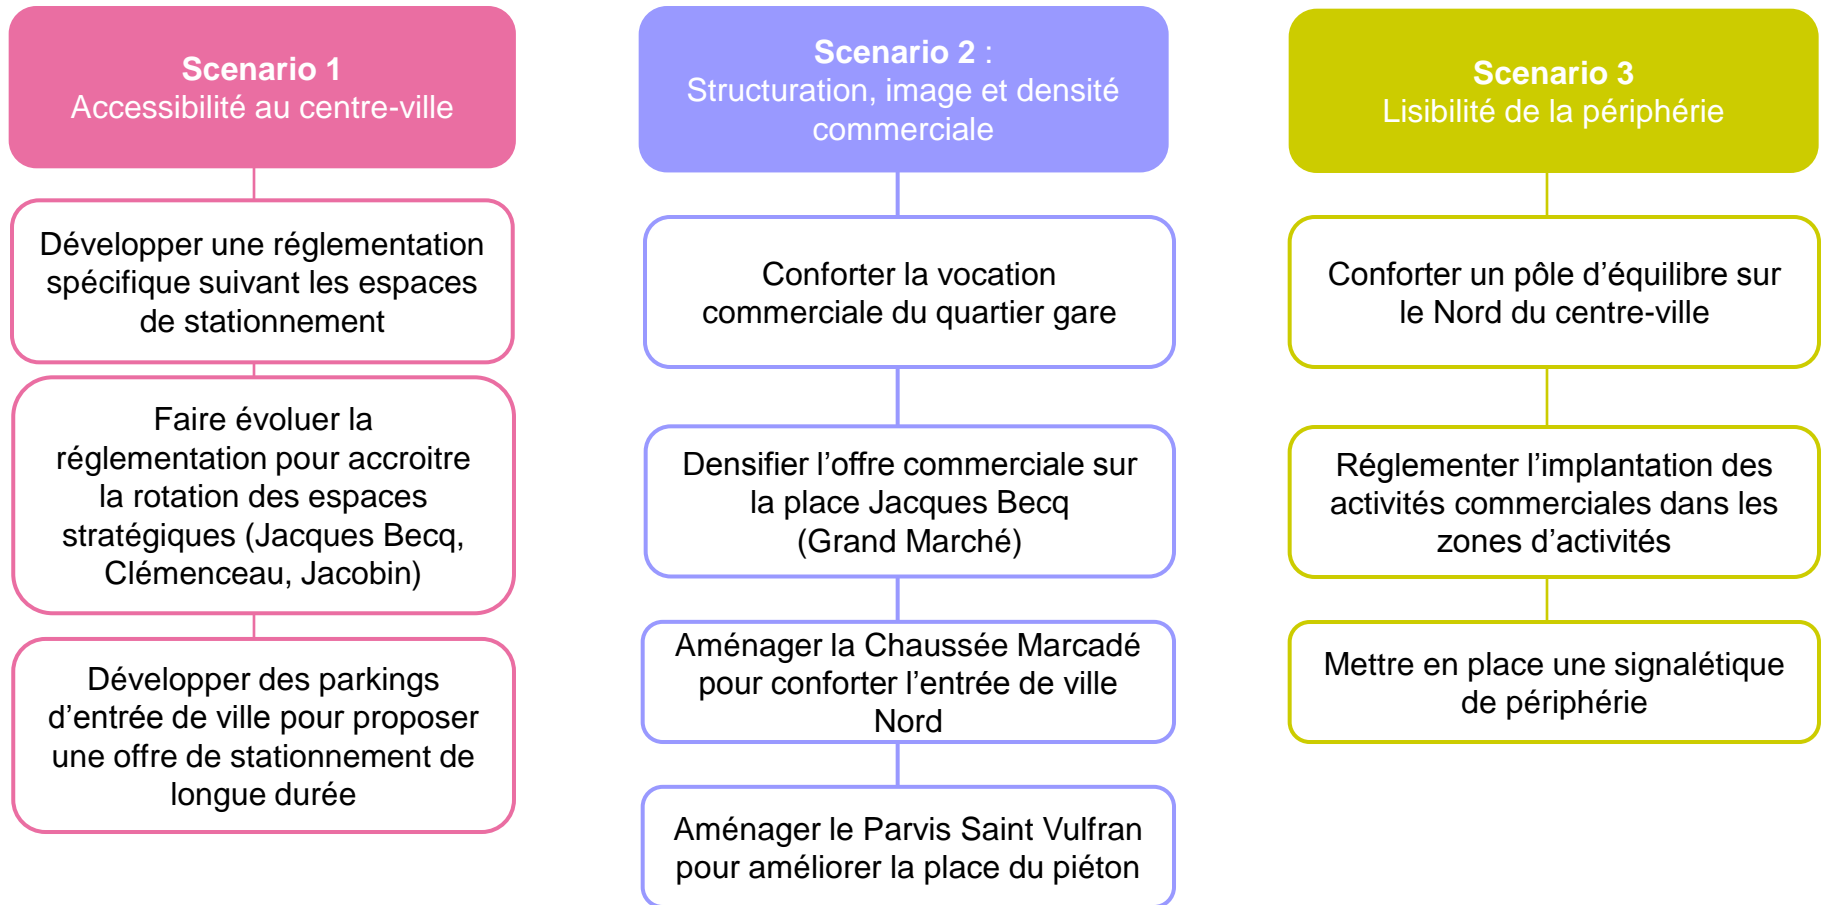 Scenario 1
Accessibilité au centre-ville
Développer une réglementation
spécifique suivant les espaces
de stationnement
Faire évoluer la
réglementation pour accroitre
la rotation des espaces
stratégiques (Jacques Becq,
Clémenceau, Jacobin)
Développer des parkings
d’entrée de ville pour proposer
une offre de stationnement de
longue durée
Scenario 2 :
Structuration, image et densité
commerciale
Conforter la vocation
commerciale du quartier gare
Densifier l’offre commerciale sur
la place Jacques Becq
(Grand Marché)
Aménager la Chaussée Marcadé
pour conforter l’entrée de ville
Nord
Aménager le Parvis Saint Vulfran
pour améliorer la place du piéton
Scenario 3
Lisibilité de la périphérie
Conforter un pôle d’équilibre sur
le Nord du centre-ville
Réglementer l’implantation des
activités commerciales dans les
zones d’activités
Mettre en place une signalétique
de périphérie